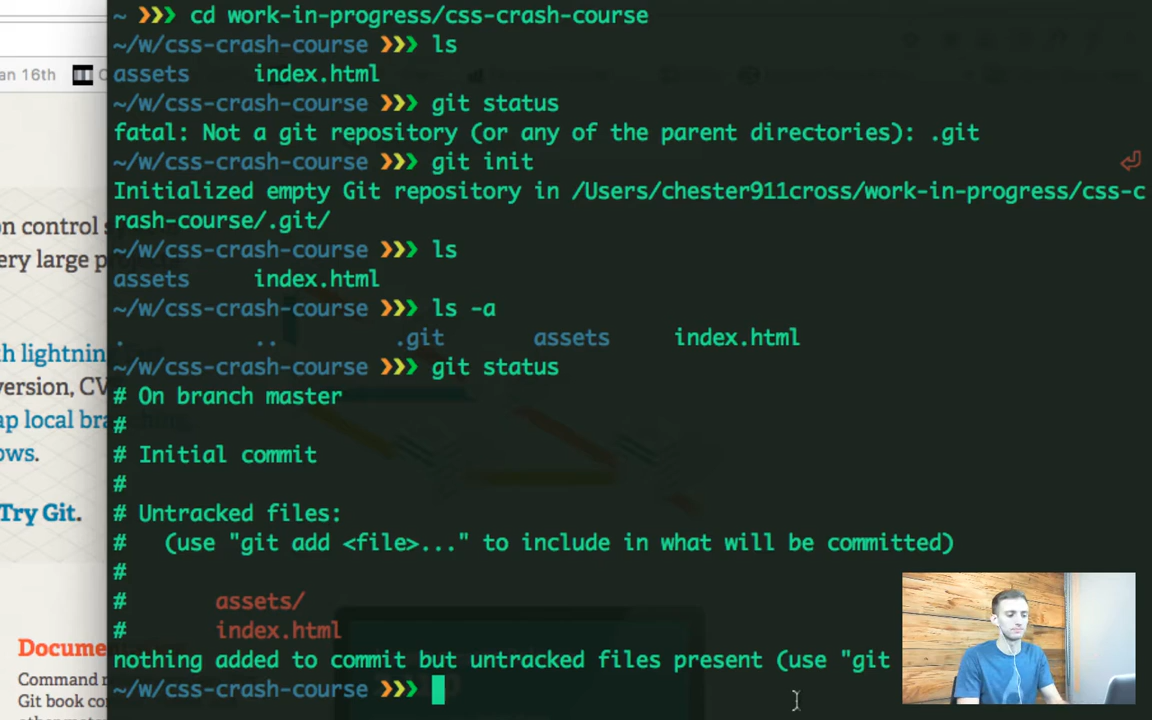 ~ ❯❯❯ cd work-in-progress/css-crash-course
~/w/css-crash-course ❯❯❯ ls
assets index.html
~/w/css-crash-course ❯❯❯ git status
fatal: Not a git repository (or any of the parent directories): .git
~/w/css-crash-course ❯❯❯ git init
Initialized empty Git repository in /Users/chester911cross/work-in-progress/css-c
rash-course/.git/
~/w/css-crash-course ❯❯❯ ls
assets index.html
~/w/css-crash-course ❯❯❯ ls -a
. .. .git assets index.html
~/w/css-crash-course ❯❯❯ git status
# On branch master
#
# Initial commit
#
# Untracked files:
# (use "git add <file>..." to include in what will be committed)
#
# assets/
# index.html
nothing added to commit but untracked files present (use "git
~/w/css-crash-course ❯❯❯
an 16th
on control s
ery large pro
th lightning
version, CV
ap local bran
ows.
Try Git.
Docume
Command r
Git book co